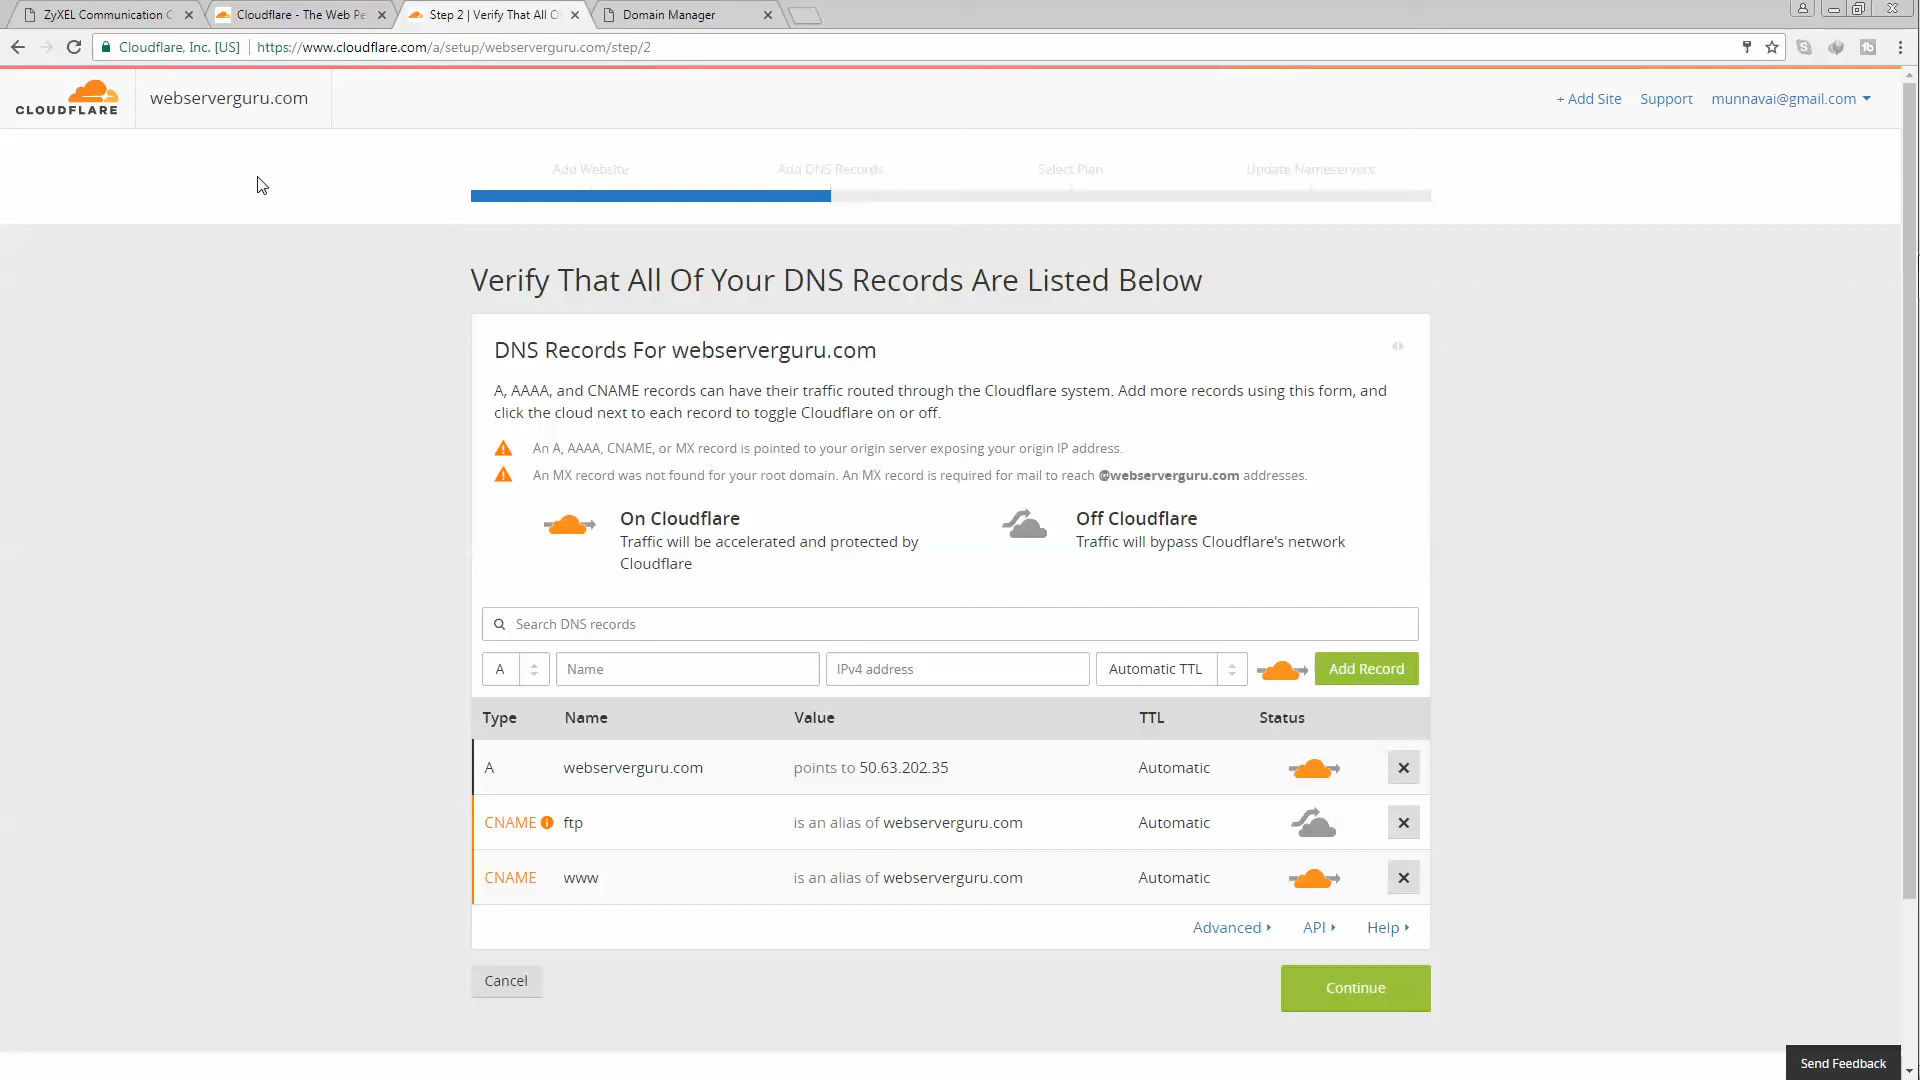 ZyXEL Communication C
Cloudflare - The Web Pe
Step 2 | Verify That All O
Domain Manager
Cloudflare, Inc. [US]
https://www.cloudflare.com/a/setup/webserverguru.com/step/2
CLOUDFLARE
webserverguru.com
+ Add Site
Support
munnavai@gmail.com
Add Website
Add DNS Records
Select Plan
Update Nameservers
Verify That All Of Your DNS Records Are Listed Below
DNS Records For webserverguru.com
A, AAAA, and CNAME records can have their traffic routed through the Cloudflare system. Add more records using this form, and
click the cloud next to each record to toggle Cloudflare on or off.
An A, AAAA, CNAME, or MX record is pointed to your origin server exposing your origin IP address.
An MX record was not found for your root domain. An MX record is required for mail to reach @webserverguru.com addresses.
On Cloudflare
Traffic will be accelerated and protected by
Cloudflare
Off Cloudflare
Traffic will bypass Cloudflare's network
Search DNS records
A
Name
IPv4 address
Automatic TTL
Add Record
Type Name Value TTL Status
A webserverguru.com points to 50.63.202.35 Automatic
CNAME ftp is an alias of webserverguru.com Automatic
CNAME www is an alias of webserverguru.com Automatic
Advanced
API
Help
Cancel
Continue
Send Feedback